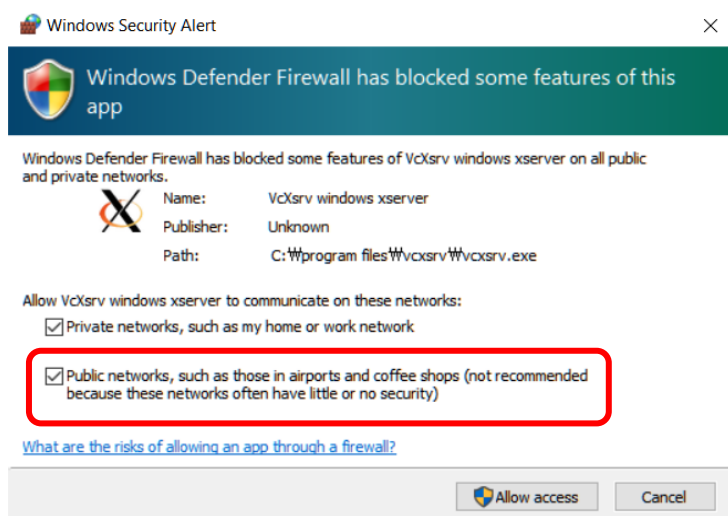 Windows Security Alert
Windows Defender Firewall has blocked some features of this
app
Windows Defender Firewall has blocked some features of VcXsrv windows xserver on all public
and private networks.
Name: VcXsrv windows xserver
Publisher: Unknown
Path: C:₩program files₩vcxsrv₩vcxsrv.exe
Allow VcXsrv windows xserver to communicate on these networks:
Private networks, such as my home or work network
Public networks, such as those in airports and coffee shops (not recommended
because these networks often have little or no security)
What are the risks of allowing an app through a firewall?
Allow access Cancel